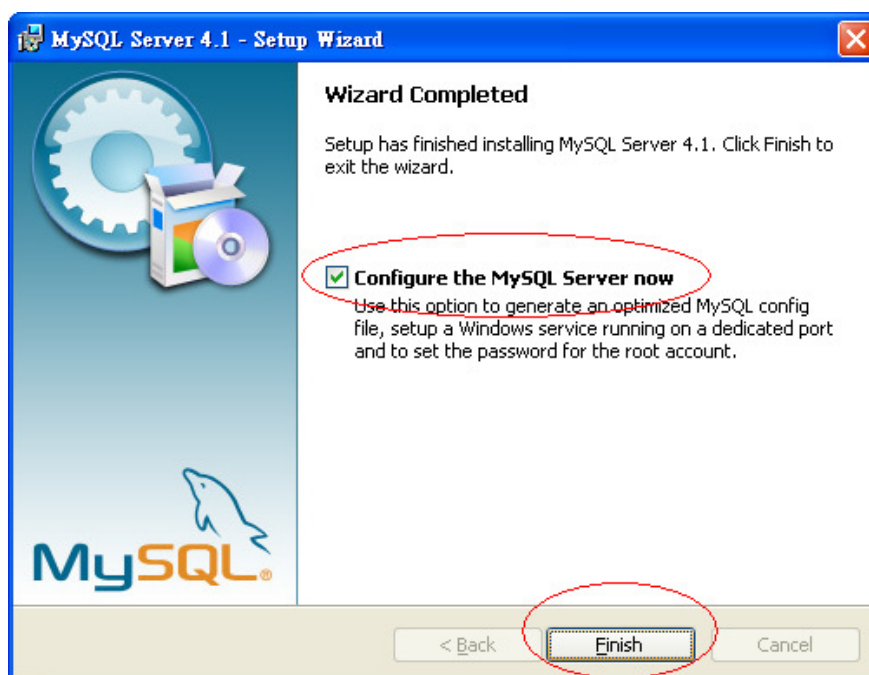 MySQL Server 4.1 - Setup Wizard
Wizard Completed
Setup has finished installing MySQL Server 4.1. Click Finish to
exit the wizard.
Configure the MySQL Server now
Use this option to generate an optimized MySQL config
file, setup a Windows service running on a dedicated port
and to set the password for the root account.
MySQL®
< Back
Finish
Cancel